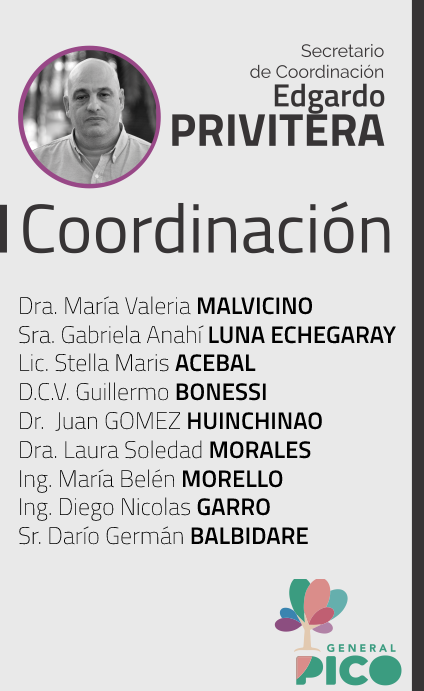 Secretario
de Coordinación
Edgardo
PRIVITERA
Coordinación
Dra. María Valeria MALVICINO
Sra. Gabriela Anahí LUNA ECHEGARAY
Lic. Stella Maris ACEBAL
D.C.V. Guillermo BONESSI
Dr. Juan GOMEZ HUINCHINAO
Dra. Laura Soledad MORALES
Ing. María Belén MORELLO
Ing. Diego Nicolas GARRO
Sr. Darío Germán BALBIDARE
GENERAL
PICO